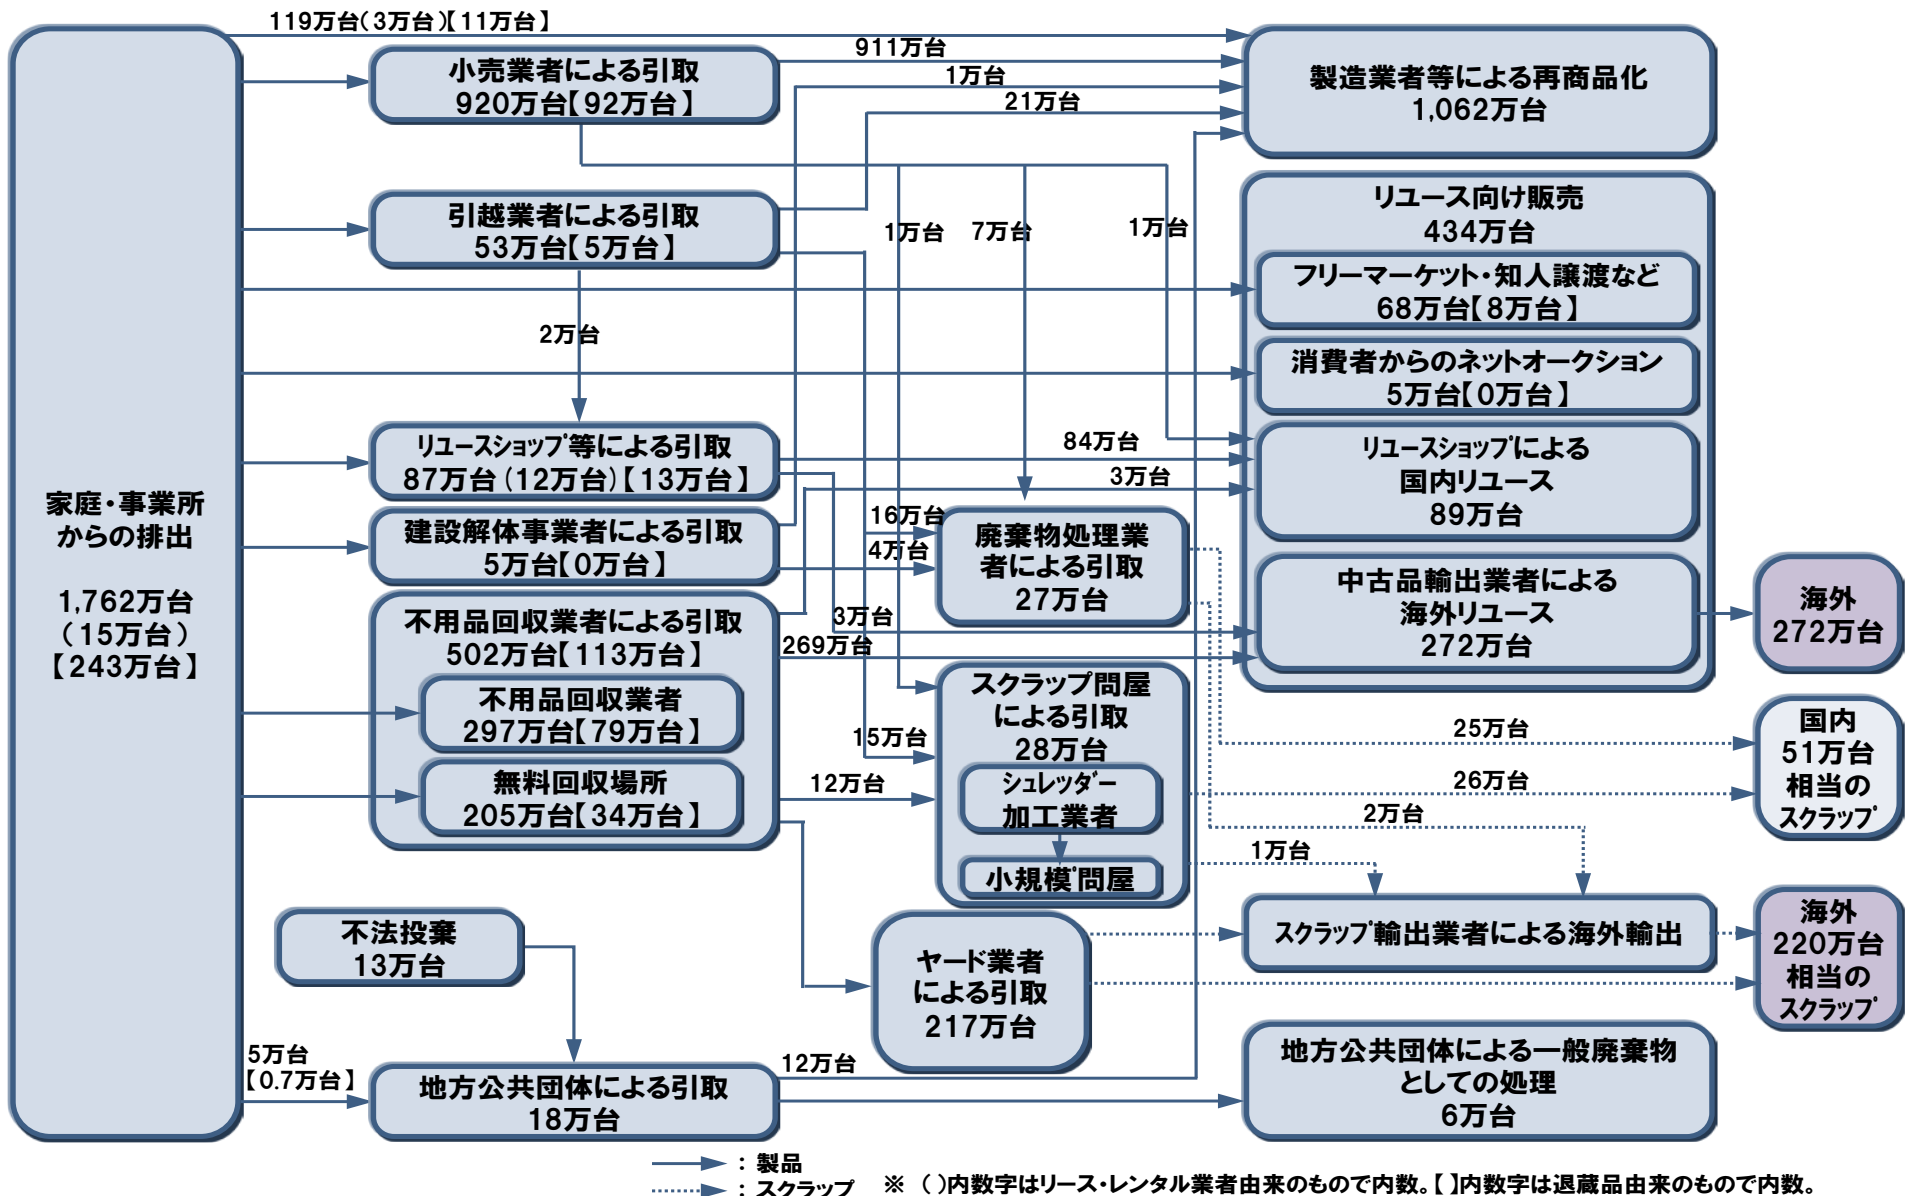 119万台(3万台)【11万台】
家庭・事業所
からの排出
1,762万台
(15万台)
【243万台】
小売業者による引取
920万台【92万台】
911万台
1万台
21万台
製造業者等による再商品化
1,062万台
引越業者による引取
53万台【5万台】
1万台
7万台
1万台
2万台
リユース向け販売
434万台
フリーマーケット・知人譲渡など
68万台【8万台】
消費者からのネットオークション
5万台【0万台】
リユースショップ等による引取
87万台(12万台)【13万台】
84万台
3万台
リユースショップによる
国内リユース
89万台
建設解体事業者による引取
5万台【0万台】
16万台
4万台
廃棄物処理業
者による引取
27万台
中古品輸出業者による
海外リユース
272万台
海外
272万台
不用品回収業者による引取
502万台【113万台】
3万台
269万台
不用品回収業者
297万台【79万台】
無料回収場所
205万台【34万台】
15万台
12万台
スクラップ問屋
による引取
28万台
シュレッダー
加工業者
小規模゚問屋
25万台
26万台
2万台
1万台
国内
51万台
相当の
スクラップ
不法投棄
13万台
ヤード業者
による引取
217万台
スクラップ輸出業者による海外輸出
海外
220万台
相当の
スクラップ
5万台
【0.7万台】
地方公共団体による引取
18万台
12万台
地方公共団体による一般廃棄物
としての処理
6万台
：製品
：スクラップ
※ ( )内数字はリース・レンタル業者由来のもので内数。【 】内数字は退蔵品由来のもので内数。